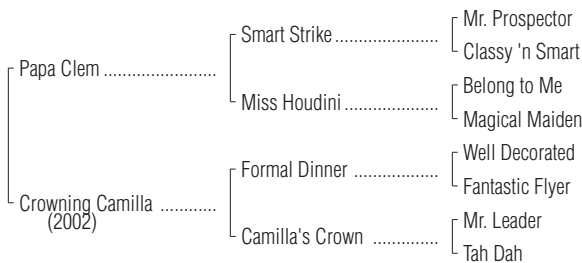 Mr. Prospector
Smart Strike ........................
Classy 'n Smart
Papa Clem ..........................
Belong to Me
Miss Houdini ......................
Magical Maiden
Well Decorated
Formal Dinner ...................
Fantastic Flyer
Crowning Camilla .............
(2002)
Mr. Leader
Camilla's Crown ...............
Tah Dah